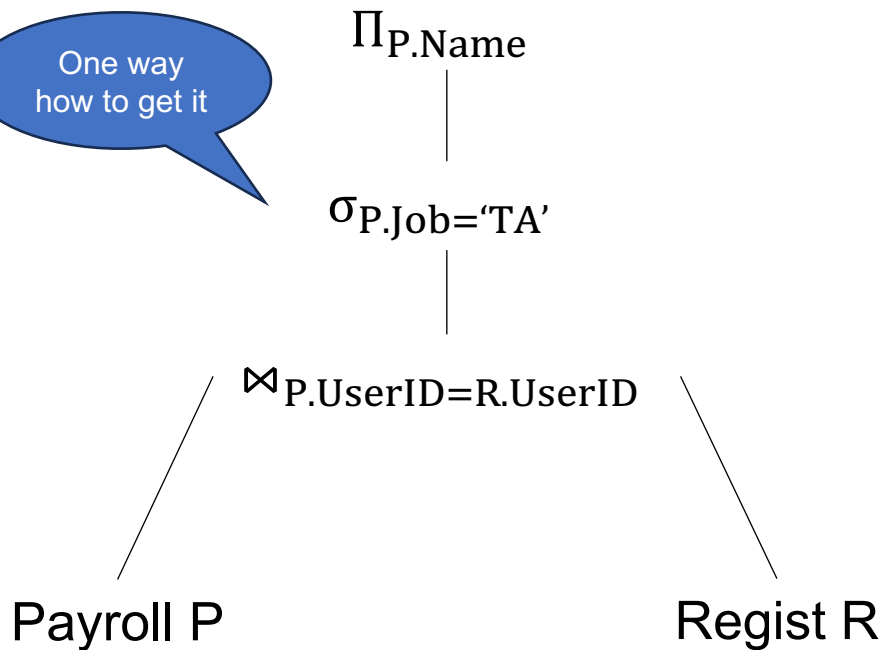 Π P.Name
One way
how to get it
σ P.Job=‘TA’
⋈ P.UserID=R.UserID
Payroll P
Regist R